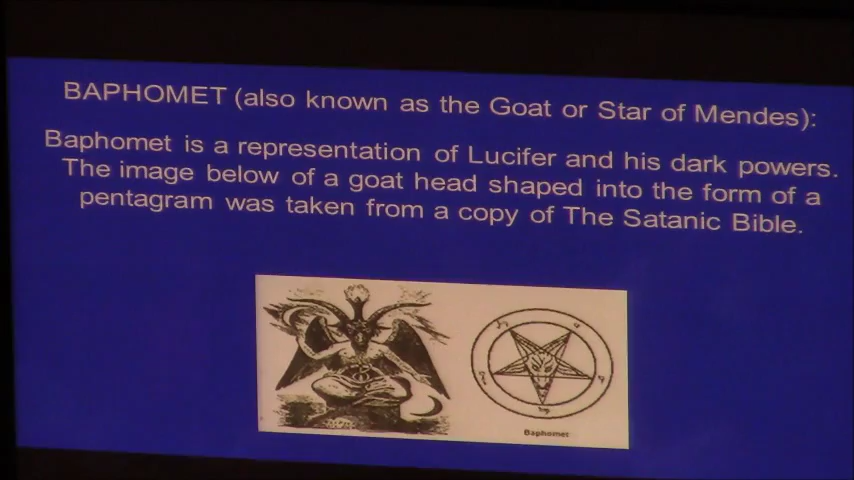 BAPHOMET (also known as the Goat or Star of Mendes):
Baphomet is a representation of Lucifer and his dark powers.
The image below of a goat head shaped into the form of a
pentagram was taken from a copy of The Satanic Bible.
Baphomet